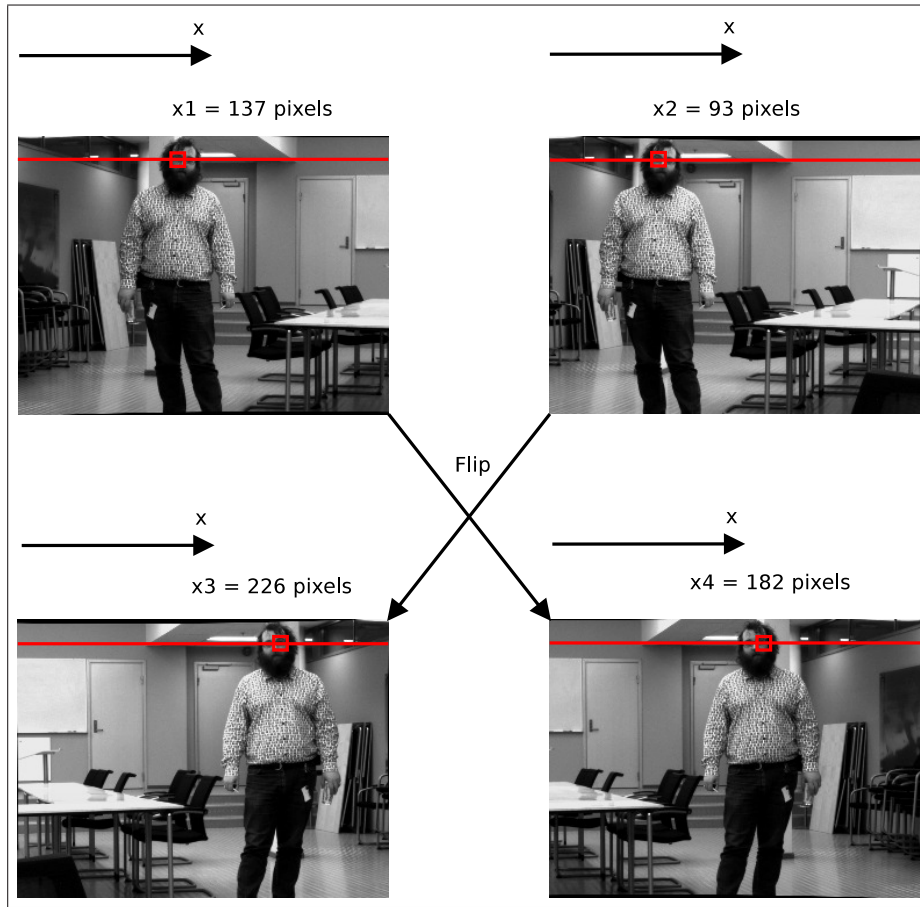 x
x
x1 = 137 pixels
x2 = 93 pixels
Flip
x
x
x3 = 226 pixels
x4 = 182 pixels